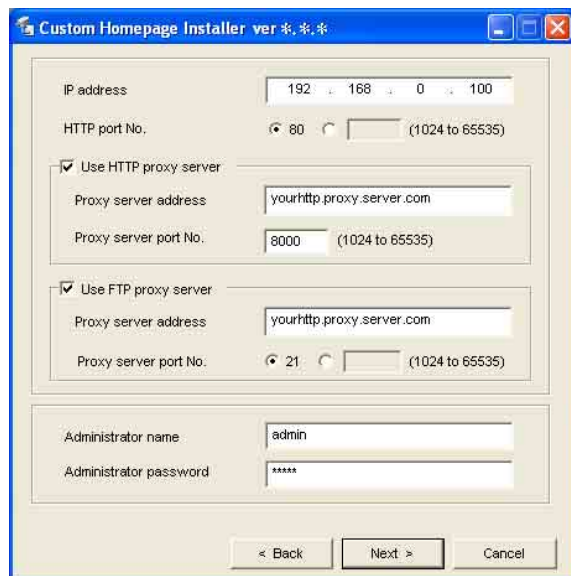 Custom Homepage Installer ver *.*.*
IP address 192 . 168 . 0 . 100
HTTP port No. 80 (1024 to 65535)
Use HTTP proxy server
Proxy server address yourhttp.proxy.server.com
Proxy server port No. 8000 (1024 to 65535)
Use FTP proxy server
Proxy server address yourhttp.proxy.server.com
Proxy server port No. 21 (1024 to 65535)
Administrator name admin
Administrator password *****
< Back Next > Cancel